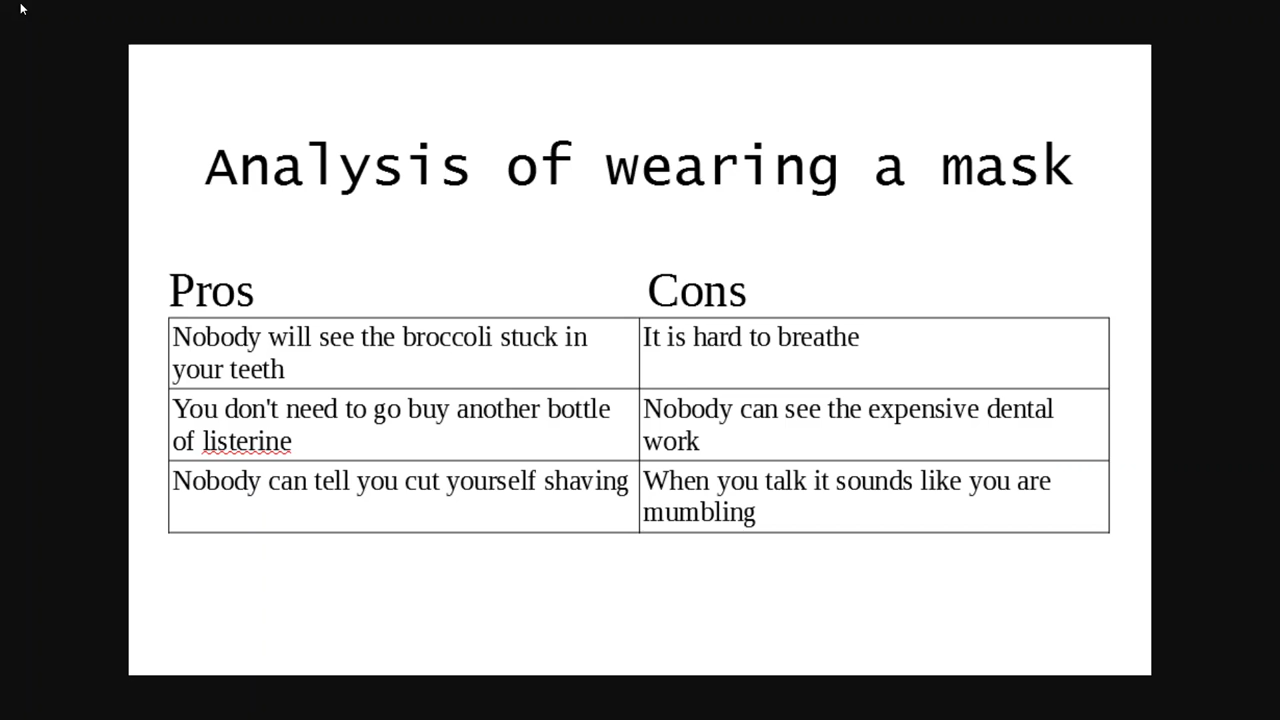 Analysis of wearing a mask
Pros
Cons
Nobody will see the broccoli stuck in
your teeth
It is hard to breathe
You don't need to go buy another bottle
of listerine
Nobody can see the expensive dental
work
Nobody can tell you cut yourself shaving
When you talk it sounds like you are
mumbling